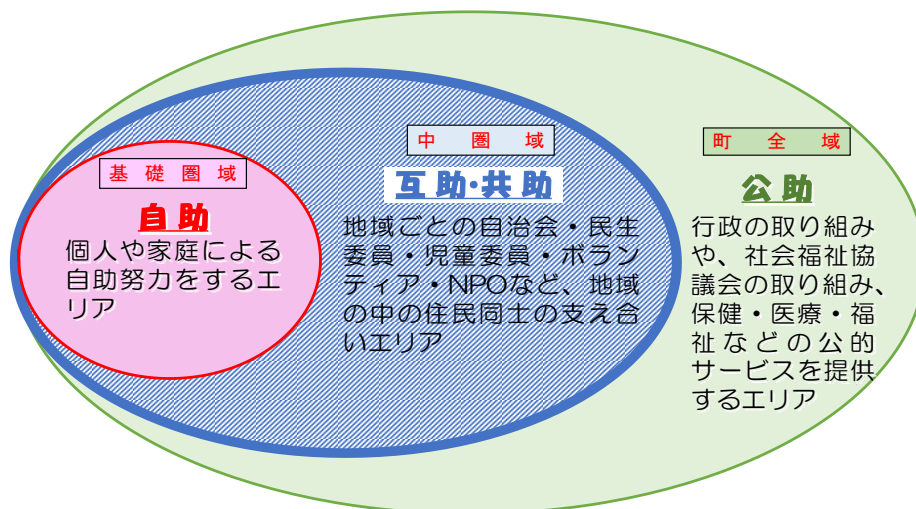 基礎圏域
自助
個人や家庭による
自助努力をするエ
リア
中圏域
互助・共助
地域ごとの自治会・民生
委員・児童委員・ボラン
ティア・NPOなど、地域
の中の住民同士の支え合
いエリア
町全域
公助
行政の取り組み
や、社会福祉協
議会の取り組み、
保健・医療・福
祉などの公的
サービスを提供
するエリア